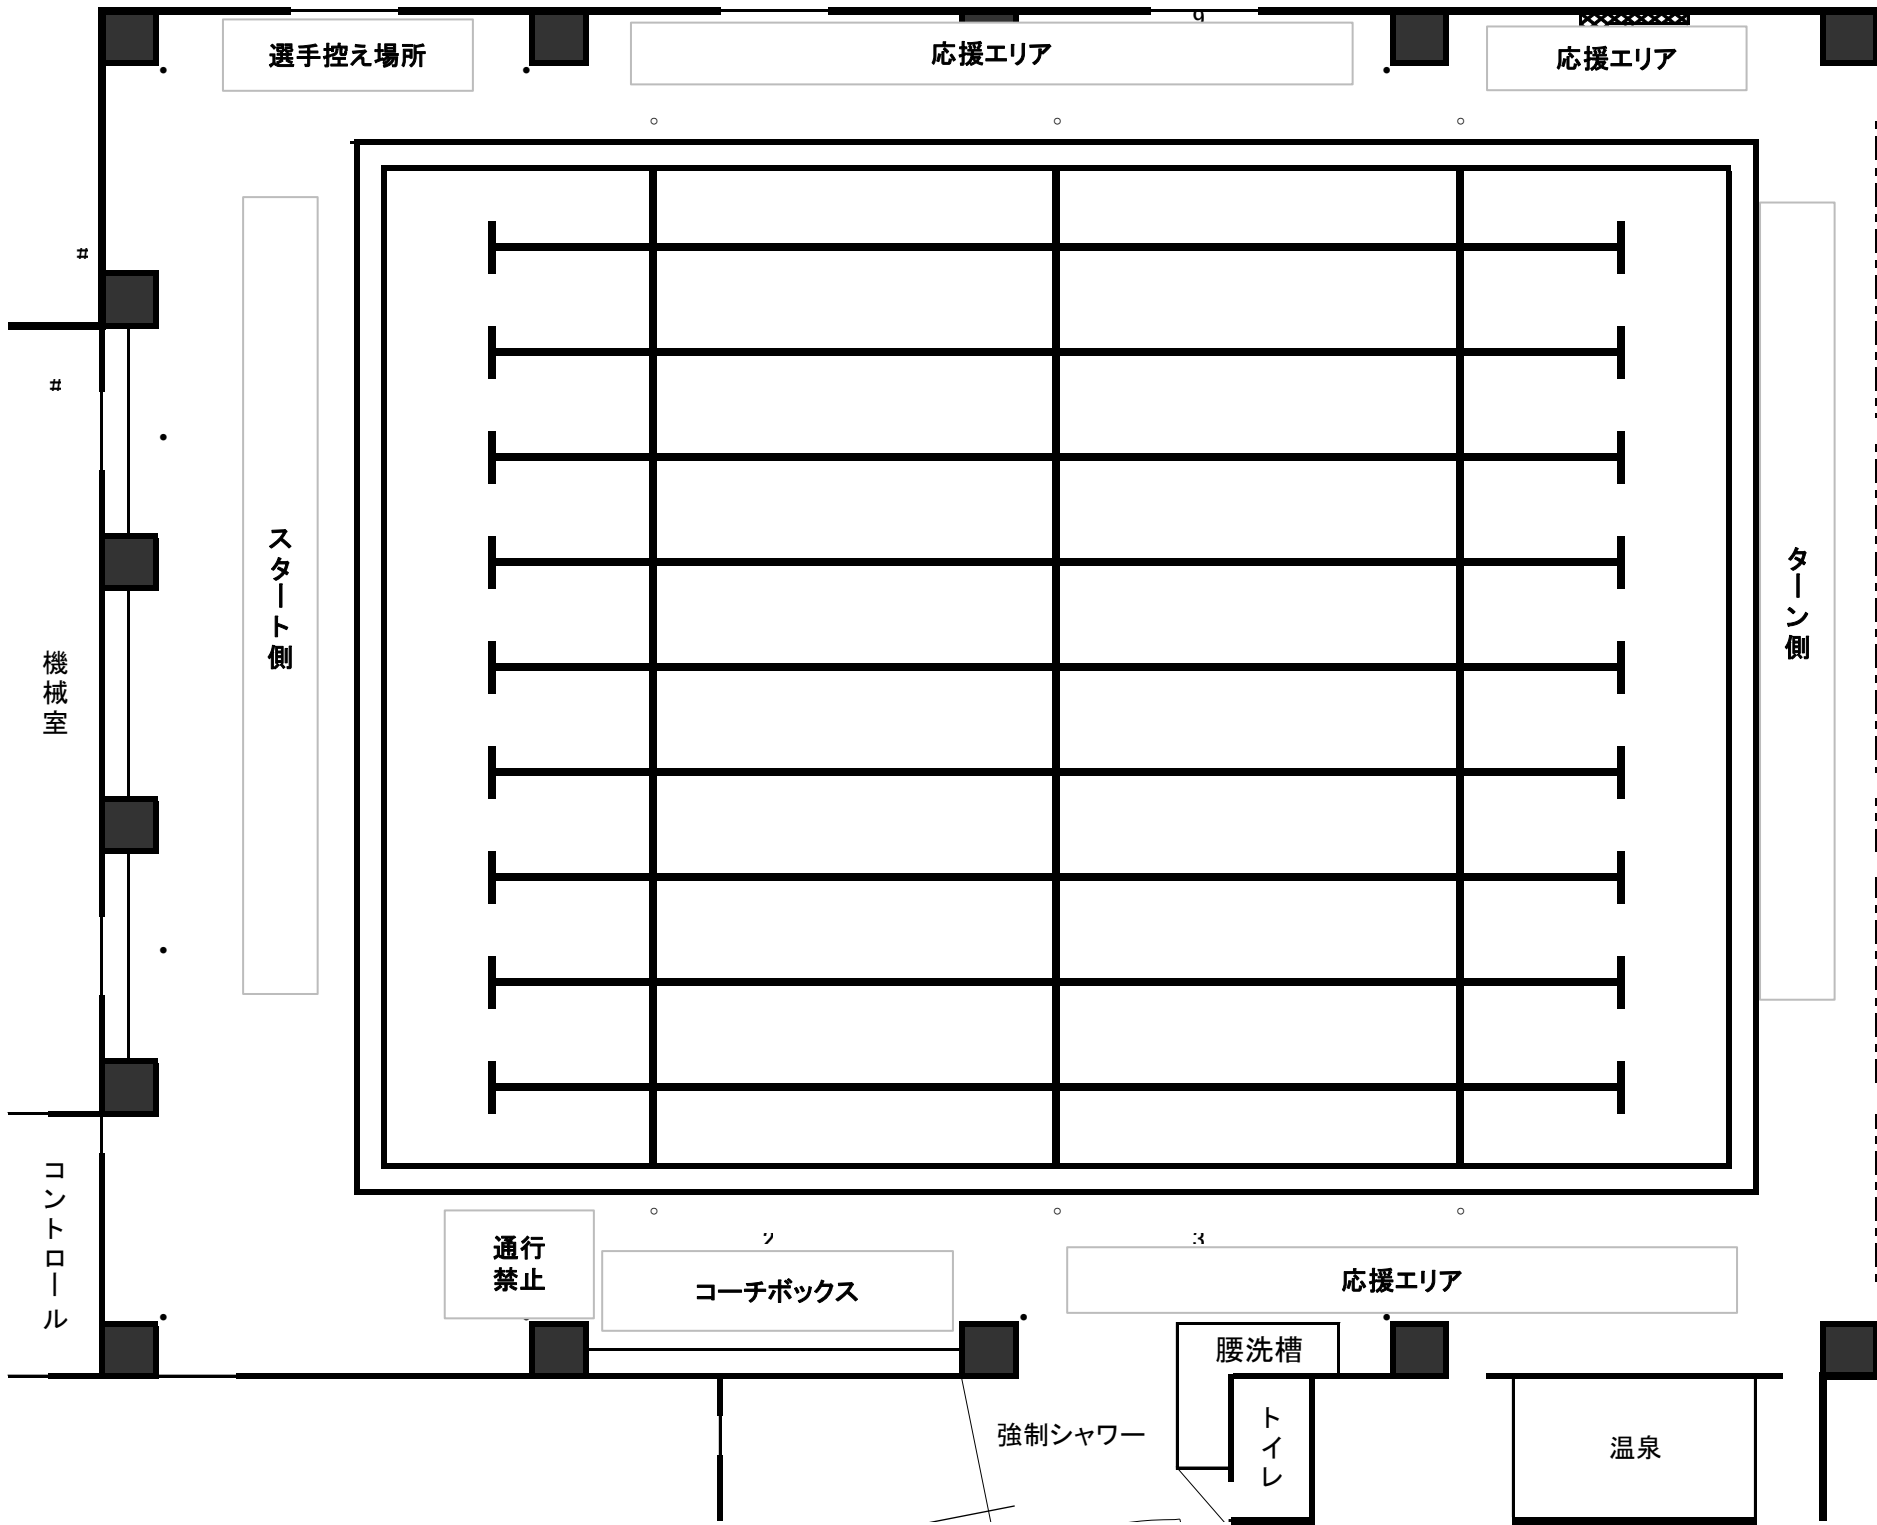 選手控え場所
応援エリア
応援エリア
#
#
スタート側
ターン側
機械室
コントロール
通行
禁止
コーチボックス
応援エリア
腰洗槽
強制シャワー
トイレ
温泉